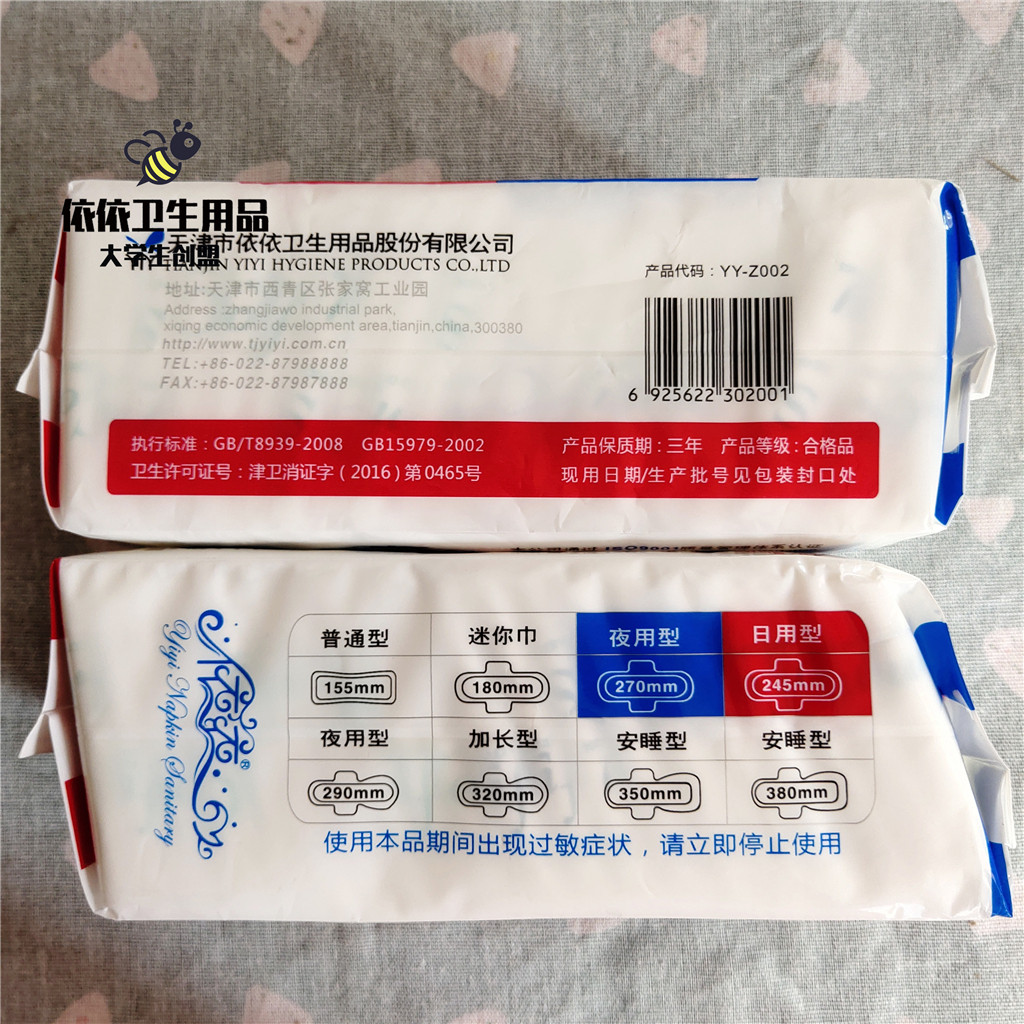 依依卫生用品
大学生创盟
天津市依依卫生用品股份有限公司
TIANJIN YIYI HYGIENE PRODUCTS CO.,LTD
地址:天津市西青区张家窝工业园
Address :zhangjiawo industrial park,
xiqing economic development area,tianjin,china,300380
http://www.tjyiyi.com.cn
TEL:+86-022-87988888
FAX:+86-022-87987888
产品代码：YY-Z002
6 925622 302001
执行标准：GB/T8939-2008 GB15979-2002
卫生许可证号：津卫消证字（2016）第0465号
产品保质期：三年 产品等级：合格品
现用日期/生产批号见包装封口处
依依®
Yiyi Napkin Sanitary
普通型 迷你巾 夜用型 日用型
155mm 180mm 270mm 245mm
夜用型 加长型 安睡型 安睡型
290mm 320mm 350mm 380mm
使用本品期间出现过敏症状，请立即停止使用